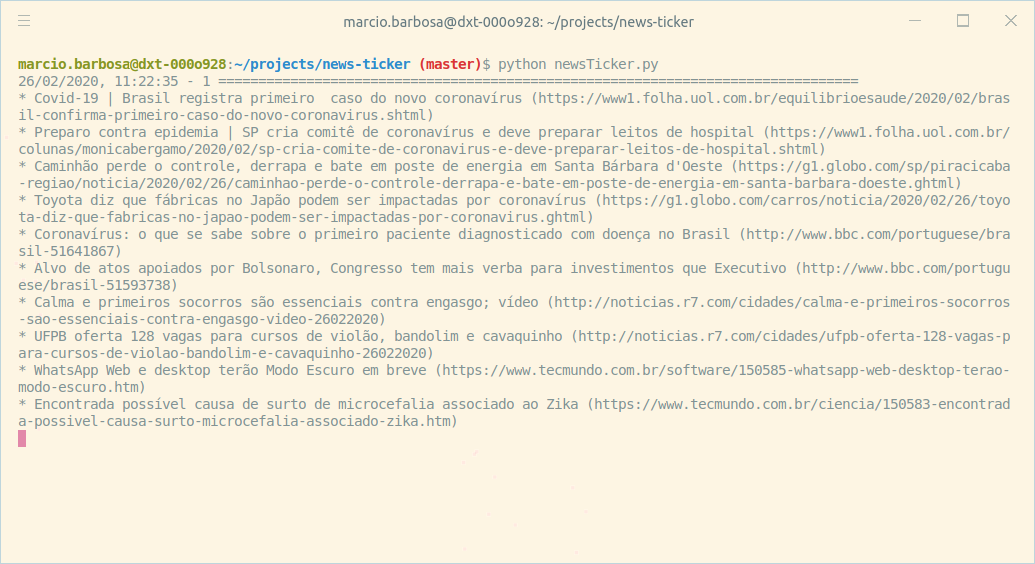 marcio.barbosa@dxt-000o928: ~/projects/news-ticker
marcio.barbosa@dxt-000o928:~/projects/news-ticker (master)$ python newsTicker.py
26/02/2020, 11:22:35 - 1 ================================================================================
* Covid-19 | Brasil registra primeiro  caso do novo coronavírus (https://www1.folha.uol.com.br/equilibrioesaude/2020/02/bras
il-confirma-primeiro-caso-do-novo-coronavirus.shtml)
* Preparo contra epidemia | SP cria comitê de coronavírus e deve preparar leitos de hospital (https://www1.folha.uol.com.br/
colunas/monicabergamo/2020/02/sp-cria-comite-de-coronavirus-e-deve-preparar-leitos-de-hospital.shtml)
* Caminhão perde o controle, derrapa e bate em poste de energia em Santa Bárbara d'Oeste (https://g1.globo.com/sp/piracicaba
-regiao/noticia/2020/02/26/caminhao-perde-o-controle-derrapa-e-bate-em-poste-de-energia-em-santa-barbara-doeste.ghtml)
* Toyota diz que fábricas no Japão podem ser impactadas por coronavírus (https://g1.globo.com/carros/noticia/2020/02/26/toyo
ta-diz-que-fabricas-no-japao-podem-ser-impactadas-por-coronavirus.ghtml)
* Coronavírus: o que se sabe sobre o primeiro paciente diagnosticado com doença no Brasil (http://www.bbc.com/portuguese/bra
sil-51641867)
* Alvo de atos apoiados por Bolsonaro, Congresso tem mais verba para investimentos que Executivo (http://www.bbc.com/portugu
ese/brasil-51593738)
* Calma e primeiros socorros são essenciais contra engasgo; vídeo (http://noticias.r7.com/cidades/calma-e-primeiros-socorros
-sao-essenciais-contra-engasgo-video-26022020)
* UFPB oferta 128 vagas para cursos de violão, bandolim e cavaquinho (http://noticias.r7.com/cidades/ufpb-oferta-128-vagas-p
ara-cursos-de-violao-bandolim-e-cavaquinho-26022020)
* WhatsApp Web e desktop terão Modo Escuro em breve (https://www.tecmundo.com.br/software/150585-whatsapp-web-desktop-terao-
modo-escuro.htm)
* Encontrada possível causa de surto de microcefalia associado ao Zika (https://www.tecmundo.com.br/ciencia/150583-encontrad
a-possivel-causa-surto-microcefalia-associado-zika.htm)